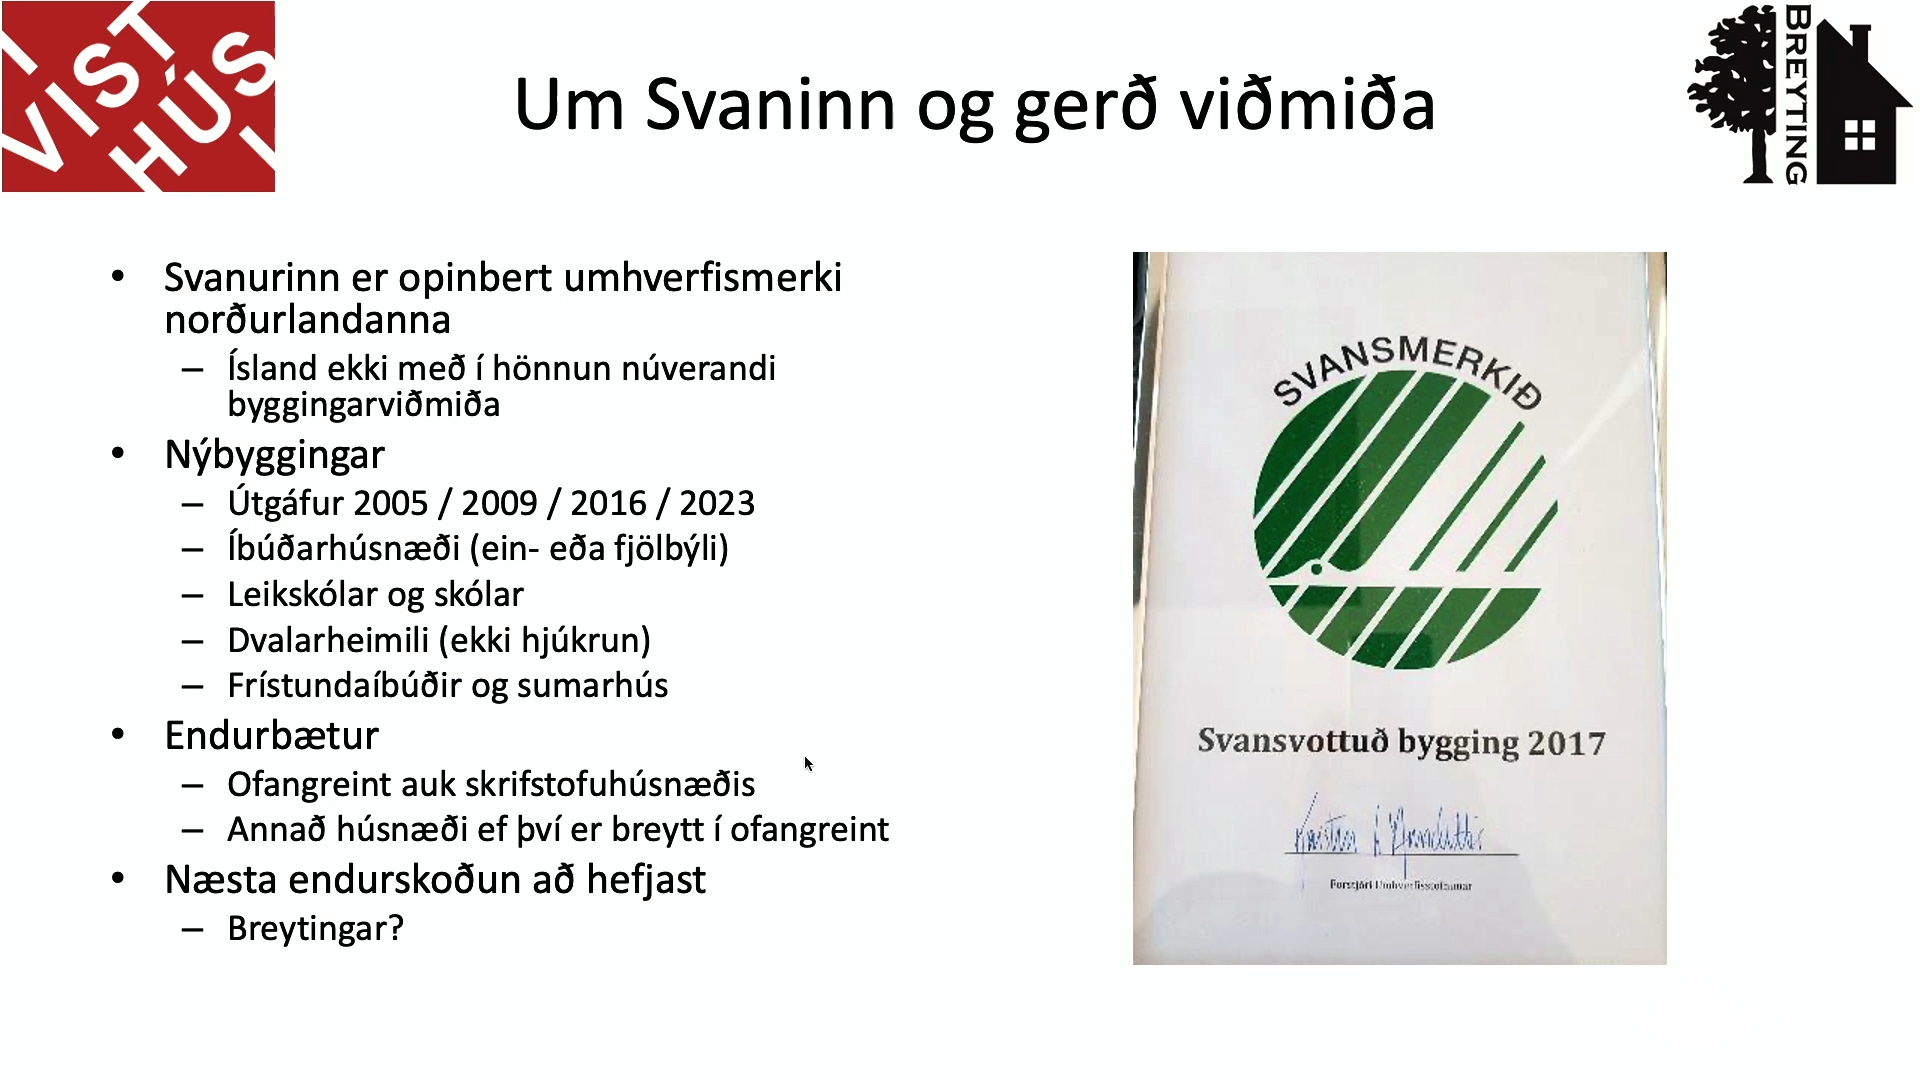 VIST
HÚS
Um Svaninn og gerð viðmiða
BREYTING
• Svanurinn er opinbert umhverfismerki
norðurlandanna
– Ísland ekki með í hönnun núverandi
byggingarviðmiða
• Nýbyggingar
– Útgáfur 2005 / 2009 / 2016 / 2023
– Íbúðarhúsnæði (ein- eða fjölbýli)
– Leikskólar og skólar
– Dvalarheimili (ekki hjúkrun)
– Frístundaíbúðir og sumarhús
• Endurbætur
– Ofangreint auk skrifstofuhúsnæðis
– Annað húsnæði ef því er breytt í ofangreint
• Næsta endurskoðun að hefjast
– Breytingar?
SVANSMERKIÐ
Svansvottuð bygging 2017
Forstjóri Umhverfisstofnunar